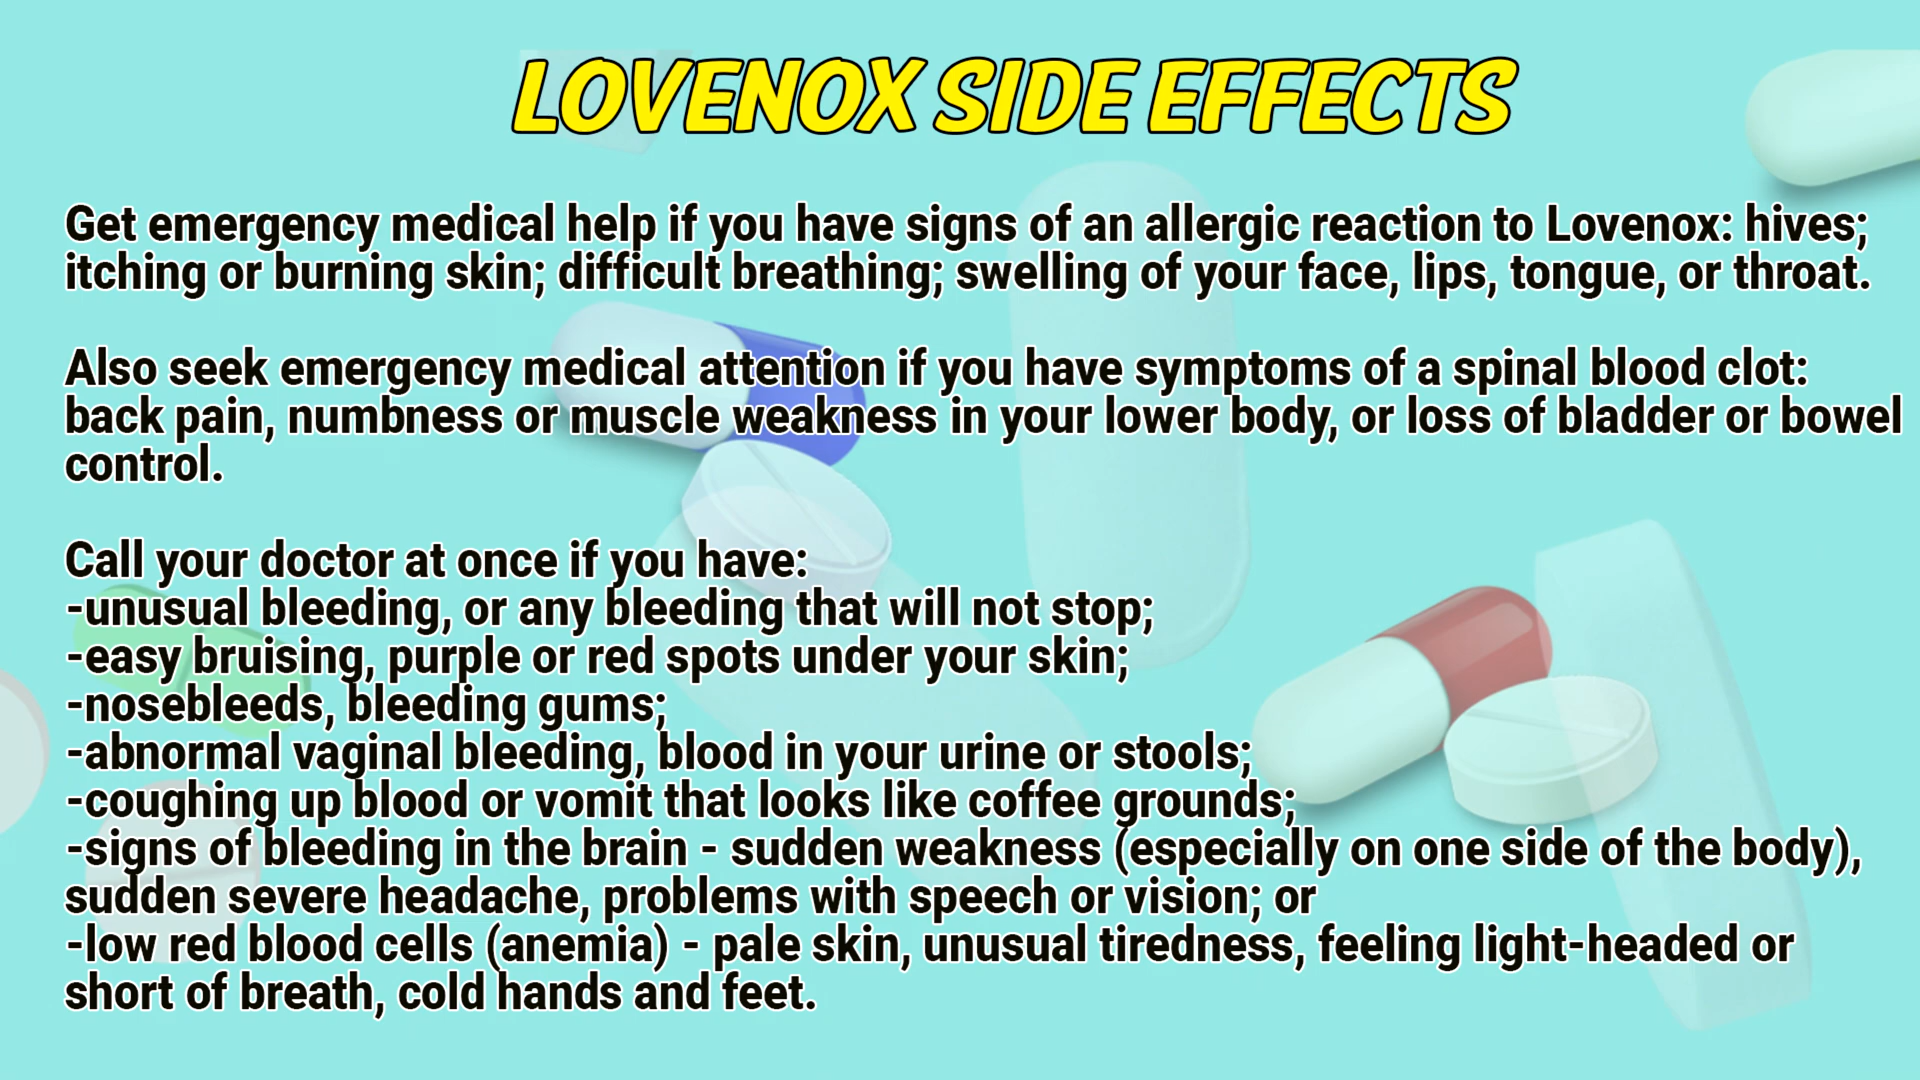 LOVENOX SIDE EFFECTS
Get emergency medical help if you have signs of an allergic reaction to Lovenox: hives;
itching or burning skin; difficult breathing; swelling of your face, lips, tongue, or throat.
Also seek emergency medical attention if you have symptoms of a spinal blood clot:
back pain, numbness or muscle weakness in your lower body, or loss of bladder or bowel
control.
Call your doctor at once if you have:
-unusual bleeding, or any bleeding that will not stop;
-easy bruising, purple or red spots under your skin;
-nosebleeds, bleeding gums;
-abnormal vaginal bleeding, blood in your urine or stools;
-coughing up blood or vomit that looks like coffee grounds;
-signs of bleeding in the brain - sudden weakness (especially on one side of the body),
sudden severe headache, problems with speech or vision; or
-low red blood cells (anemia) - pale skin, unusual tiredness, feeling light-headed or
short of breath, cold hands and feet.